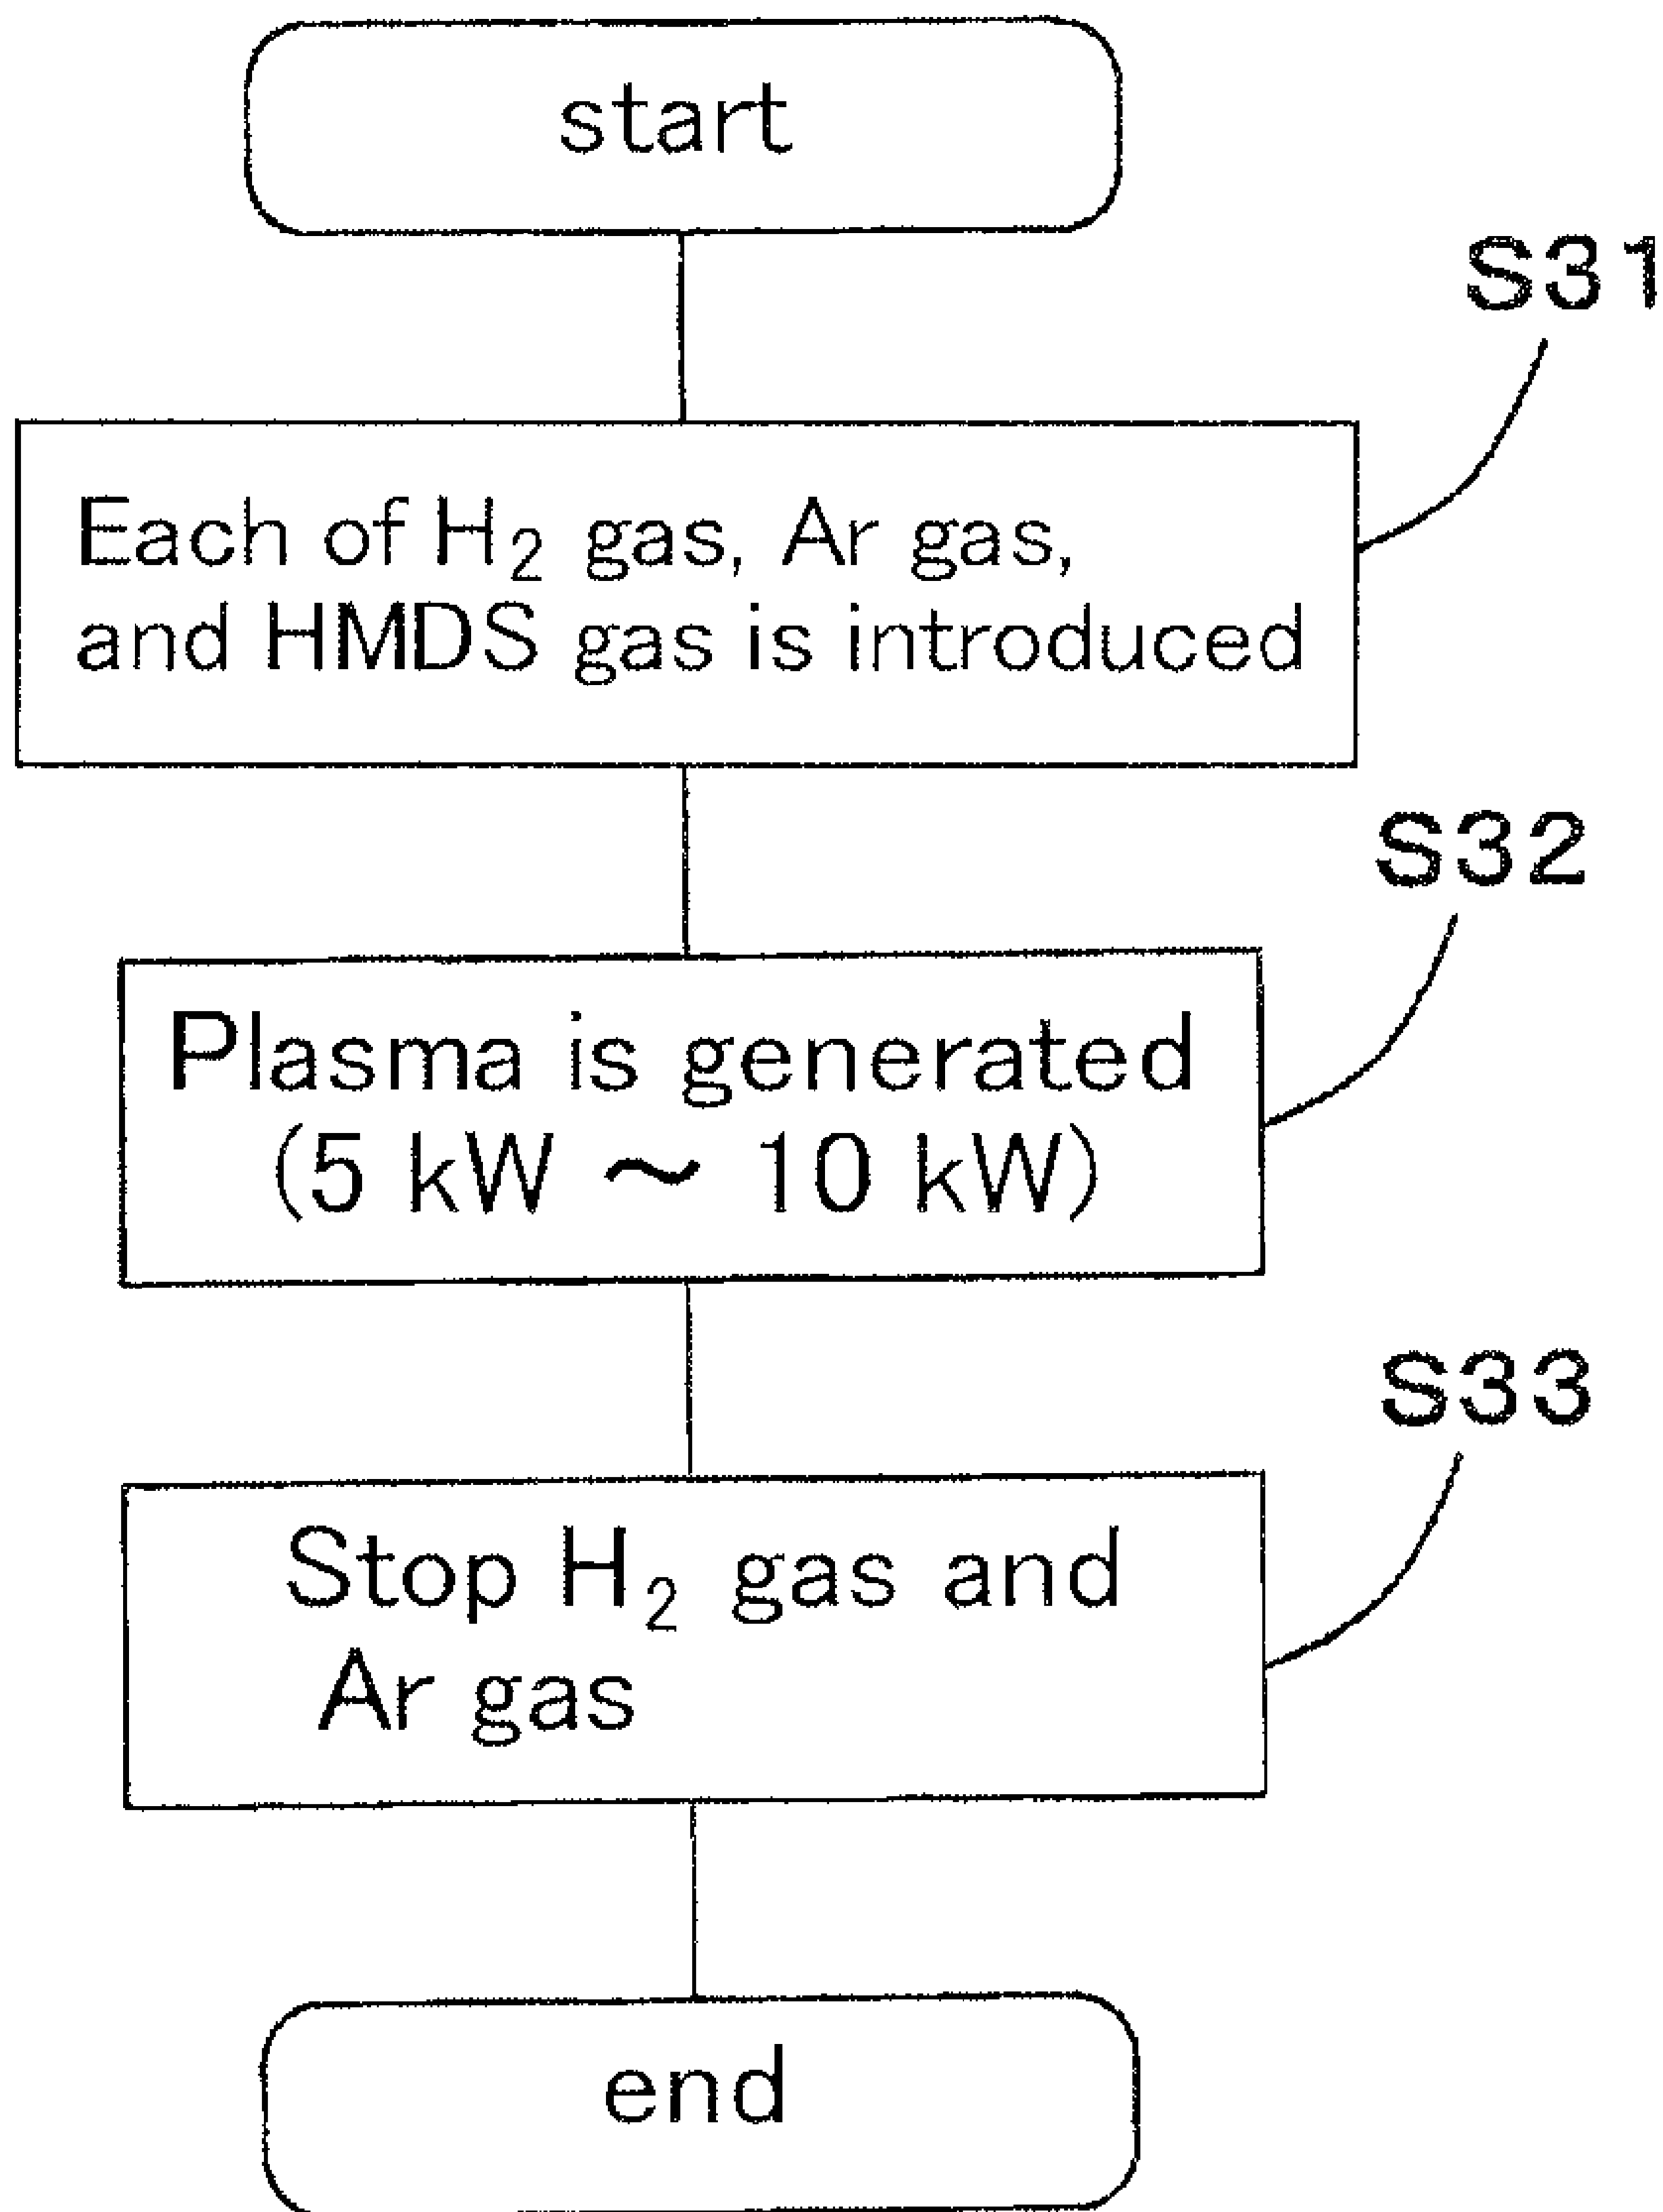 start
S31
Each of H₂ gas, Ar gas,
and HMDS gas is introduced
S32
Plasma is generated
(5 kW ～ 10 kW)
S33
Stop H₂ gas and
Ar gas
end